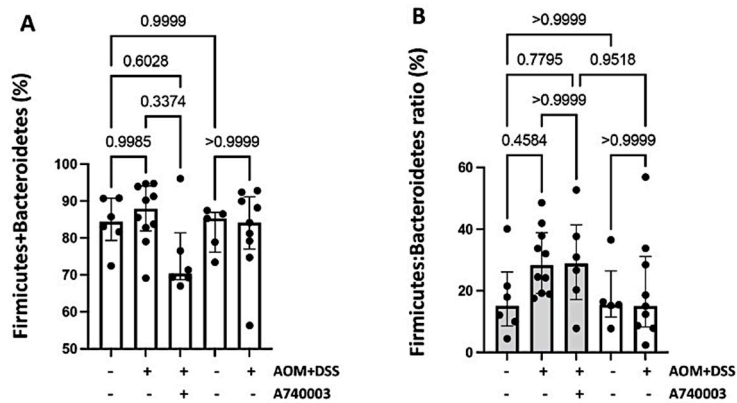 A
Firmicutes+Bacteroidetes (%)
0.9999
0.6028
0.3374
0.9985
>0.9999
100
90
80
70
60
50
- + + - + AOM+DSS
- - + - - A740003
B
Firmicutes:Bacteroidetes ratio (%)
>0.9999
0.7795
0.9518
>0.9999
0.4584
>0.9999
60
40
20
0
- + + - + AOM+DSS
- - + - - A740003